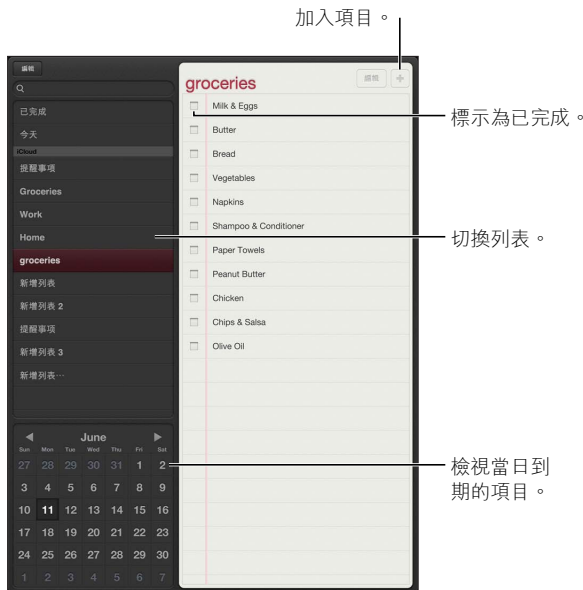 加入項目。
編輯
已完成
今天
iCloud
提醒事項
Groceries
Work
Home
groceries
新增列表
新增列表 2
提醒事项
新增列表 3
新增列表…
June
Sun Mon Tue Wed Thu Fri Sat
27 28 29 30 31 1 2
3 4 5 6 7 8 9
10 11 12 13 14 15 16
17 18 19 20 21 22 23
24 25 26 27 28 29 30
1 2 3 4 5 6 7
groceries
編輯 +
Milk & Eggs
Butter
Bread
Vegetables
Napkins
Shampoo & Conditioner
Paper Towels
Peanut Butter
Chicken
Chips & Salsa
Olive Oil
標示為已完成。
切換列表。
檢視當日到
期的項目。